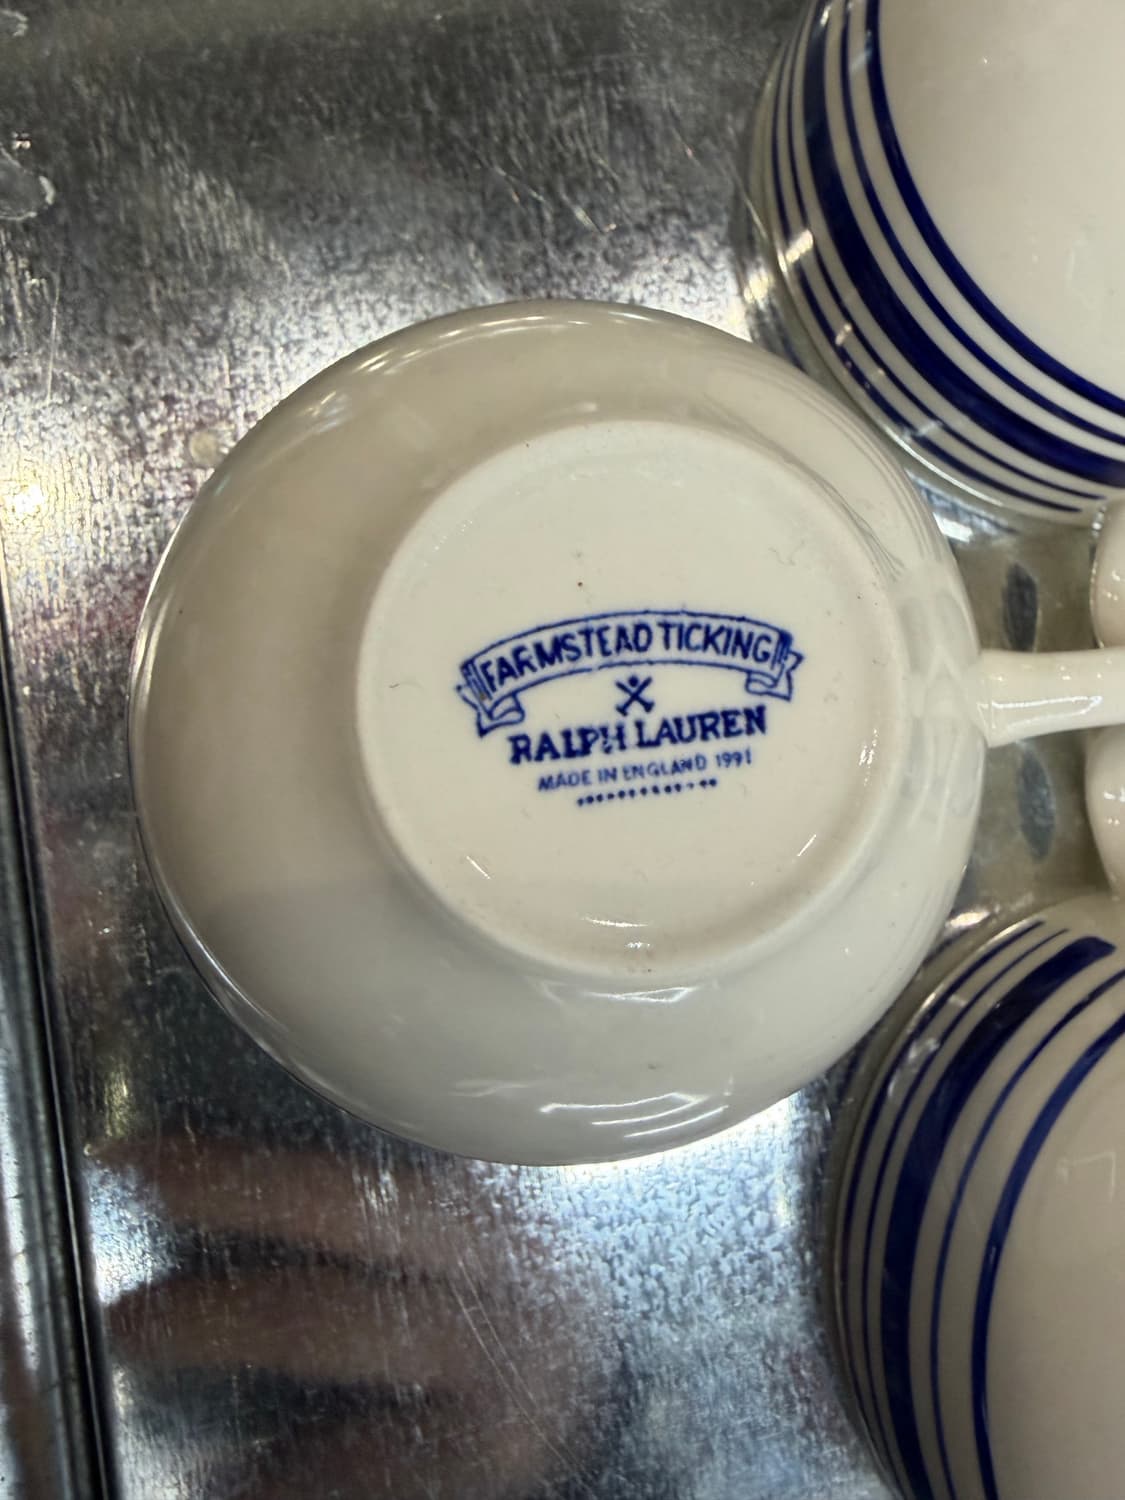 FARMSTEAD TICKING
RALPH LAUREN
MADE IN ENGLAND 1991